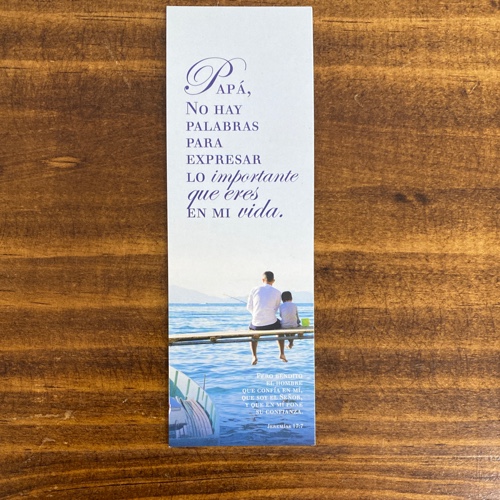 Papá,
No hay
palabras
para
expresar
lo importante
que eres
en mi vida.
Pero bendito
el hombre
que confía en mí,
que soy el Señor,
y que en mí pone
su confianza.
Jeremías 17:7